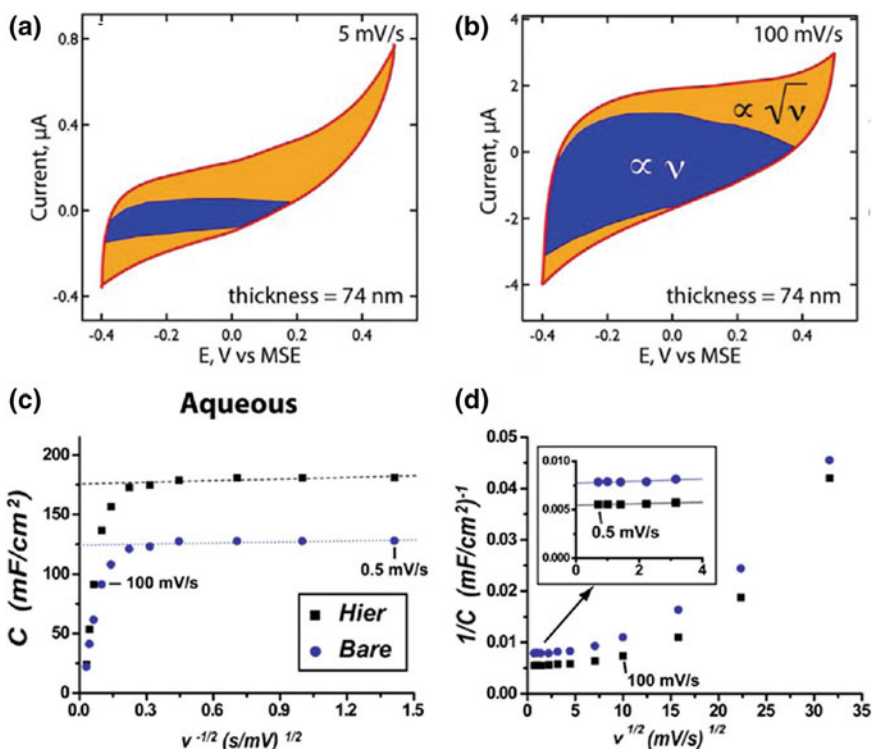 (a)
5 mV/s
0.8
0.4
0.0
-0.4
Current, μA
thickness = 74 nm
-0.4 -0.2 0.0 0.2 0.4
E, V vs MSE
(b)
100 mV/s
4
2
0
-2
-4
Current, μA
∝ √ν
∝ ν
thickness = 74 nm
-0.4 -0.2 0.0 0.2 0.4
E, V vs MSE
(c)
Aqueous
200
175
150
125
100
75
50
25
0
C (mF/cm²)
100 mV/s
0.5 mV/s
Hier
Bare
0.0 0.3 0.6 0.9 1.2 1.5
v -1/2 (s/mV) 1/2
(d)
0.05
0.04
0.03
0.02
0.01
0.00
1/C (mF/cm²)-1
0.010
0.005
0.000
0.5 mV/s
0 2 4
100 mV/s
0 5 10 15 20 25 30 35
v 1/2 (mV/s) 1/2